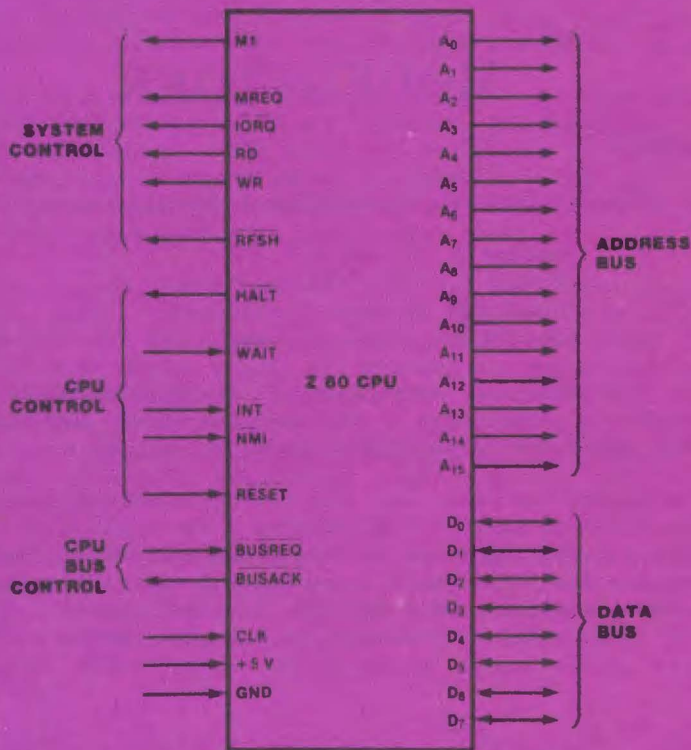 SYSTEM
CONTROL
M1
MREQ
IORQ
RD
WR
RFSH
CPU
CONTROL
HALT
WAIT
INT
NMI
RESET
CPU
BUS
CONTROL
BUSREQ
BUSACK
CLK
+5 V
GND
Z 80 CPU
A0
A1
A2
A3
A4
A5
A6
A7
A8
A9
A10
A11
A12
A13
A14
A15
ADDRESS
BUS
D0
D1
D2
D3
D4
D5
D6
D7
DATA
BUS